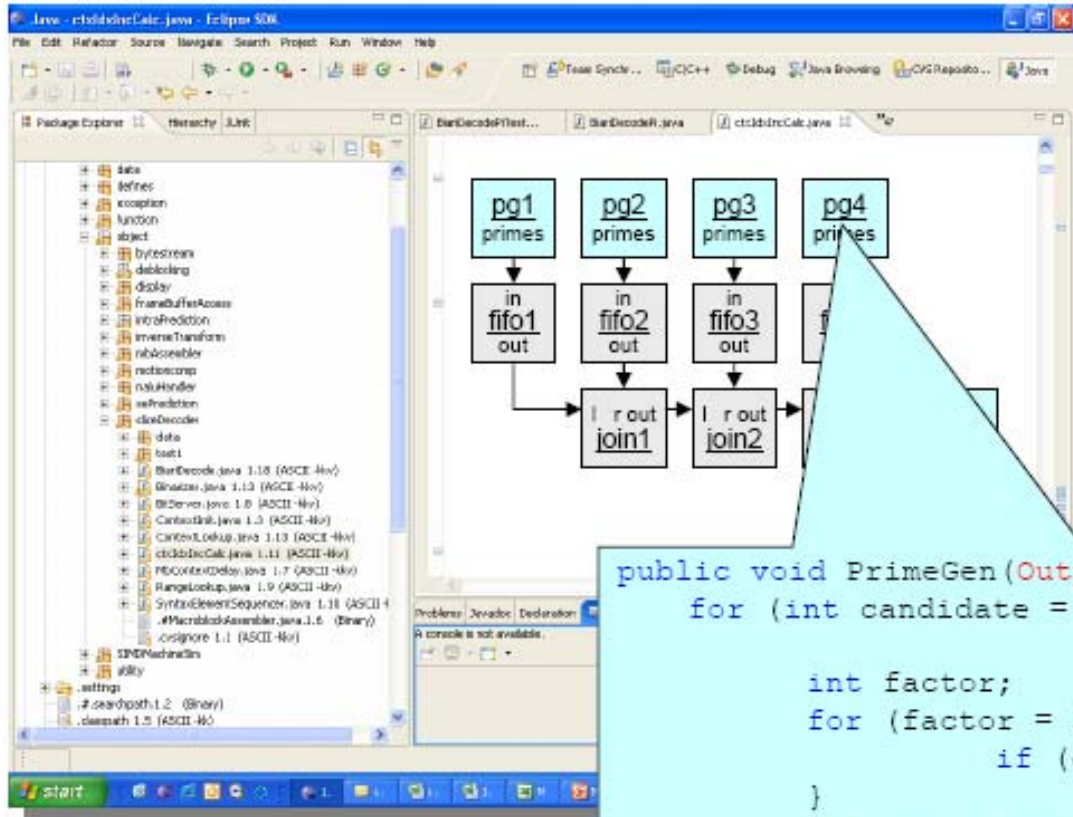 Java - ctxIdxIncCalc.java - Eclipse SDK
File Edit Refactor Source Navigate Search Project Run Window Help
Team Synchr... C/C++ Debug Java Browsing CVS Reposito... Java
Package Explorer Hierarchy JUnit
BianDecodePITest... BianDecodeR.java ctxIdxIncCalc.java
data
defines
exception
function
object
bytestream
deblocking
display
frameBufferAccess
intraPrediction
inverseTransform
mbAssembler
motioncomp
naluHandler
sePrediction
sliceDecoder
data
test1
BianDecode.java 1.18 (ASCII -kkv)
Binarizer.java 1.13 (ASCII -kkv)
BitServer.java 1.8 (ASCII -kkv)
ContextInit.java 1.3 (ASCII -kkv)
ContextLookup.java 1.13 (ASCII -kkv)
ctxIdxIncCalc.java 1.11 (ASCII -kkv)
MbContextDelay.java 1.7 (ASCII -kkv)
RangeLookup.java 1.9 (ASCII -kkv)
SyntaxElementSequencer.java 1.18 (ASCII -k
.#MacroblockAssembler.java.1.6 (Binary)
.cvsignore 1.1 (ASCII -kkv)
SIMDMachineSim
utility
.settings
.#.searchpath.1.2 (Binary)
.classpath 1.5 (ASCII -kk)
pg1 pg2 pg3 pg4
primes primes primes primes
in in in
fifo1 fifo2 fifo3
out out out
l r out l r out
join1 join2
Problems Javadoc Declaration
A console is not available.
public void PrimeGen(Out
for (int candidate =
int factor;
for (factor =
if (
}
start